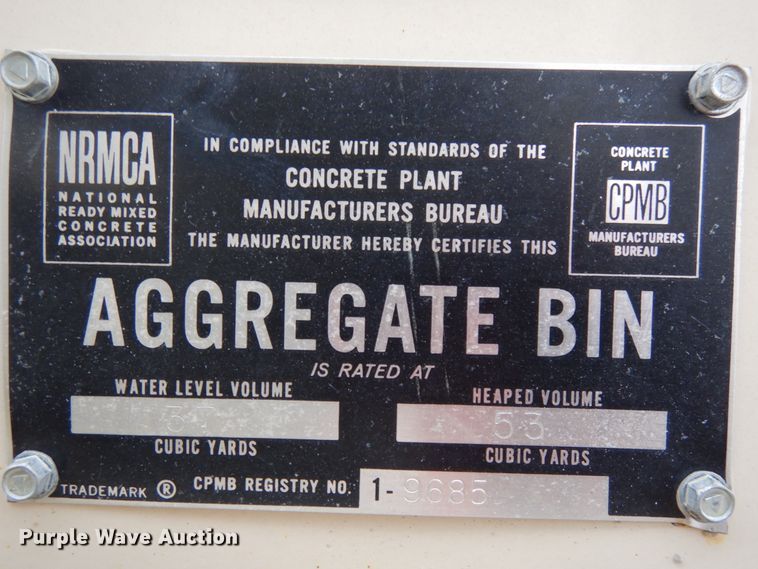 NRMCA
NATIONAL
READY MIXED
CONCRETE
ASSOCIATION
IN COMPLIANCE WITH STANDARDS OF THE
CONCRETE PLANT
MANUFACTURERS BUREAU
THE MANUFACTURER HEREBY CERTIFIES THIS
CONCRETE
PLANT
CPMB
MANUFACTURERS
BUREAU
AGGREGATE BIN
IS RATED AT
WATER LEVEL VOLUME
37
CUBIC YARDS
HEAPED VOLUME
53
CUBIC YARDS
TRADEMARK ® CPMB REGISTRY NO. 1-9685
Purple Wave Auction